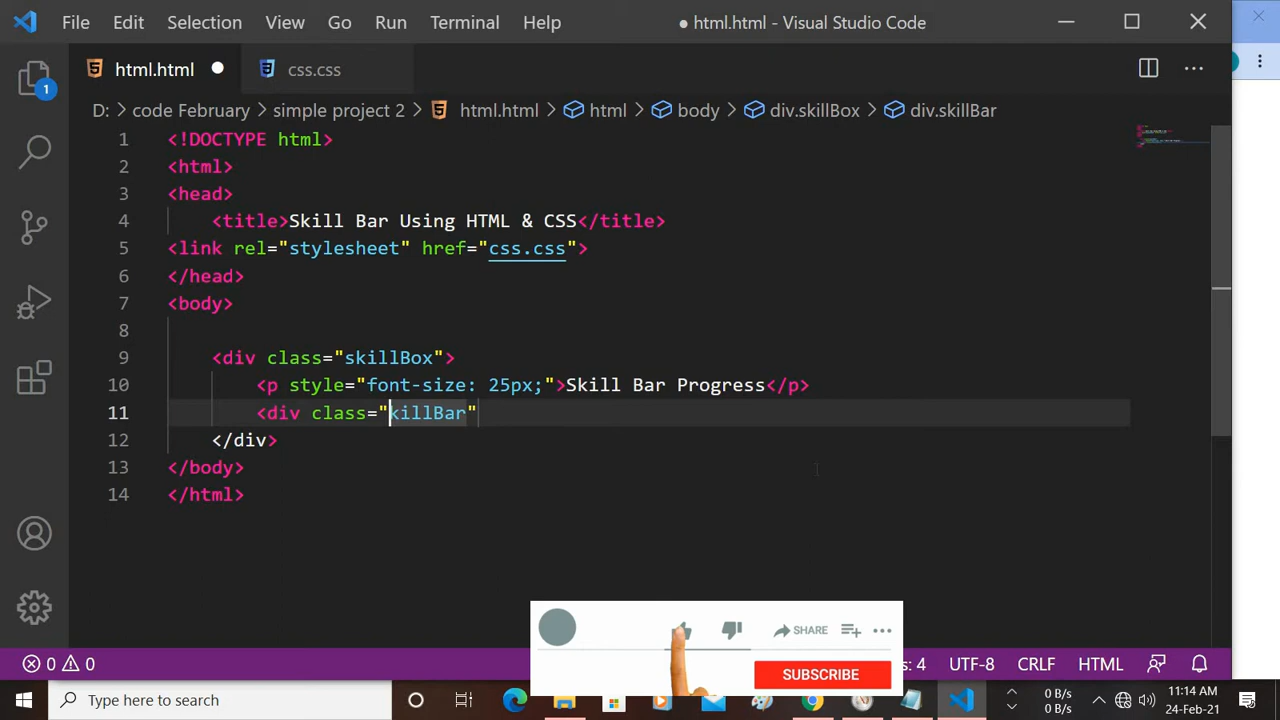 File Edit Selection View Go Run Terminal Help ● html.html - Visual Studio Code
html.html ● css.css
1
D: > code February > simple project 2 > html.html > html > body > div.skillBox > div.skillBar
1 <!DOCTYPE html>
2 <html>
3 <head>
4 <title>Skill Bar Using HTML & CSS</title>
5 <link rel="stylesheet" href="css.css">
6 </head>
7 <body>
8
9 <div class="skillBox">
10 <p style="font-size: 25px;">Skill Bar Progress</p>
11 <div class="killBar"
12 </div>
13 </body>
14 </html>
SHARE
SUBSCRIBE
0 0 s: 4 UTF-8 CRLF HTML
Type here to search
0 B/s
0 B/s
11:14 AM
24-Feb-21